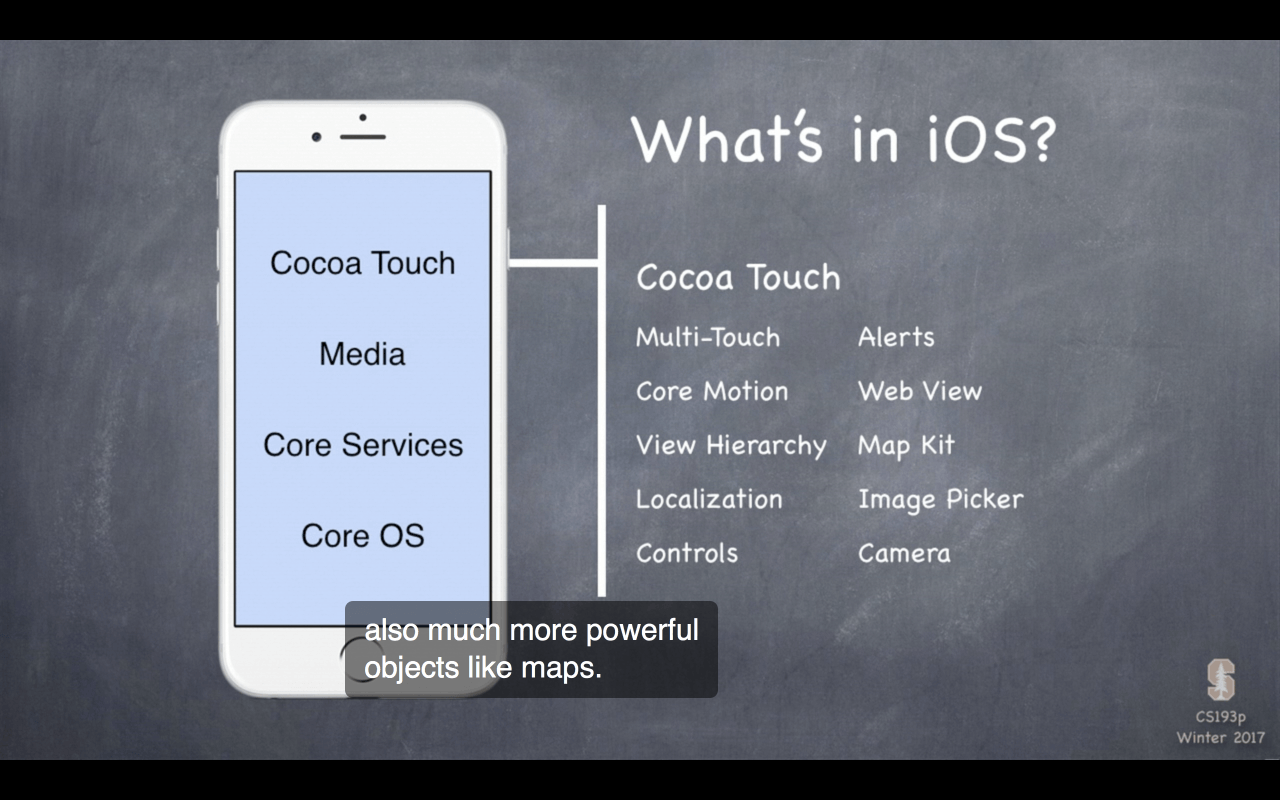 What's in iOS?
Cocoa Touch
Media
Core Services
Core OS
Cocoa Touch
Multi-Touch
Core Motion
View Hierarchy
Localization
Controls
Alerts
Web View
Map Kit
Image Picker
Camera
also much more powerful
objects like maps.
S
CS193p
Winter 2017